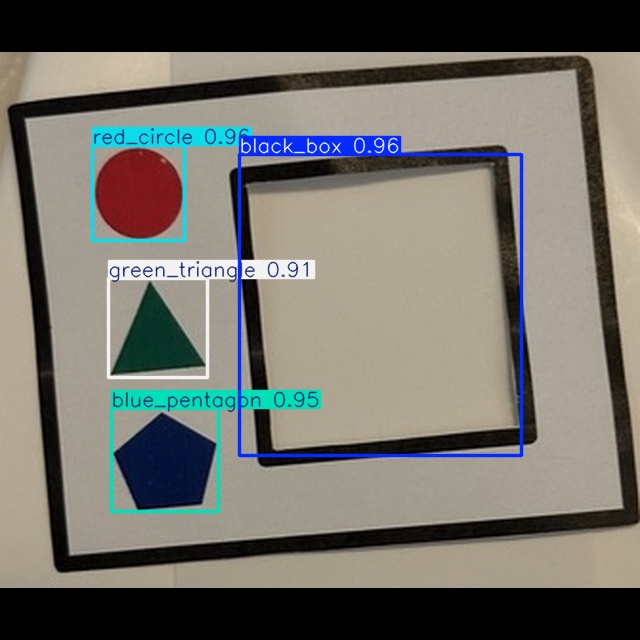 red_circle 0.96
black_box 0.96
green_triangle 0.91
blue_pentagon 0.95